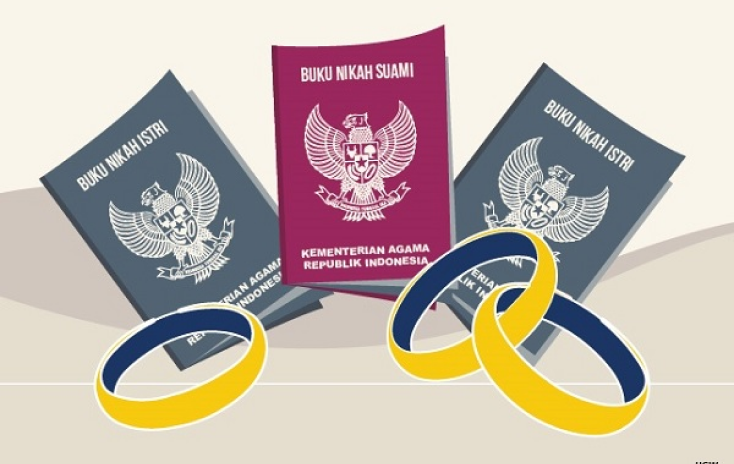 BUKU NIKAH ISTRI
BUKU NIKAH SUAMI
KEMENTERIAN AGAMA
REPUBLIK INDONESIA
BUKU NIKAH ISTRI